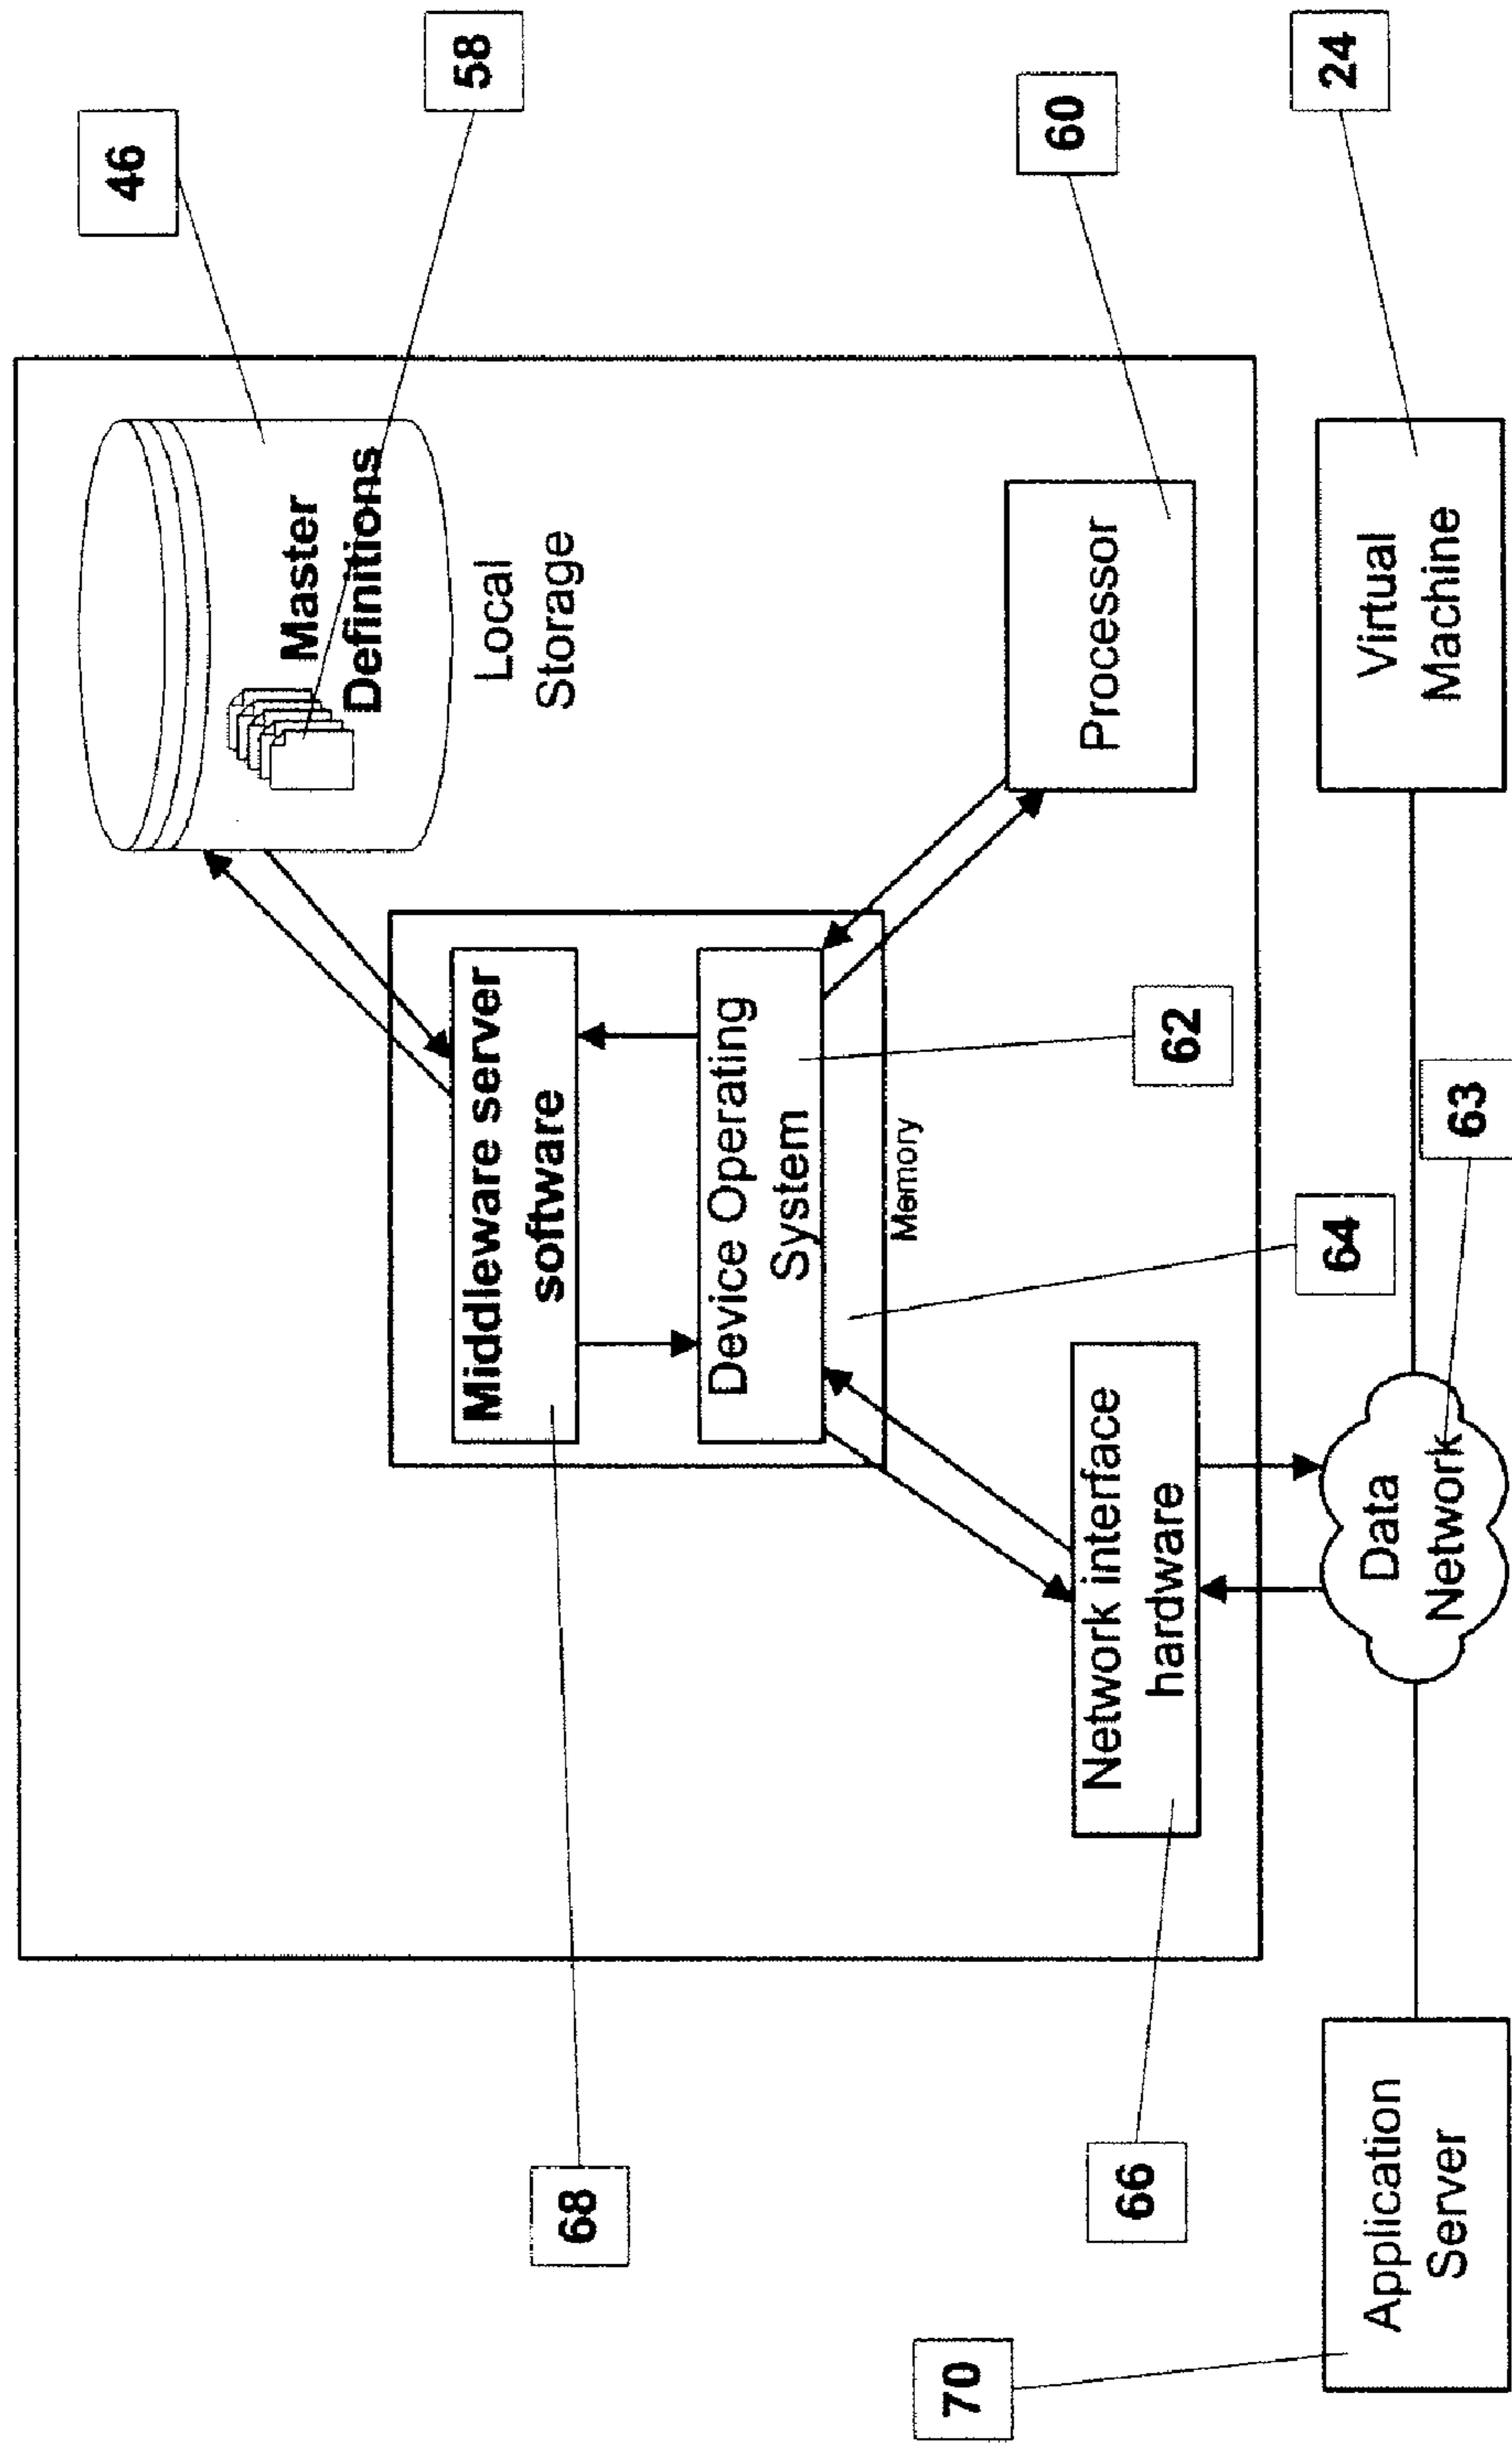 46
58
Master
Definitions
Local
Storage
68
Middleware server
software
Device Operating
System
Memory
62
64
60
Processor
66
Network interface
hardware
70
Application
Server
Data
Network
63
Virtual
Machine
24